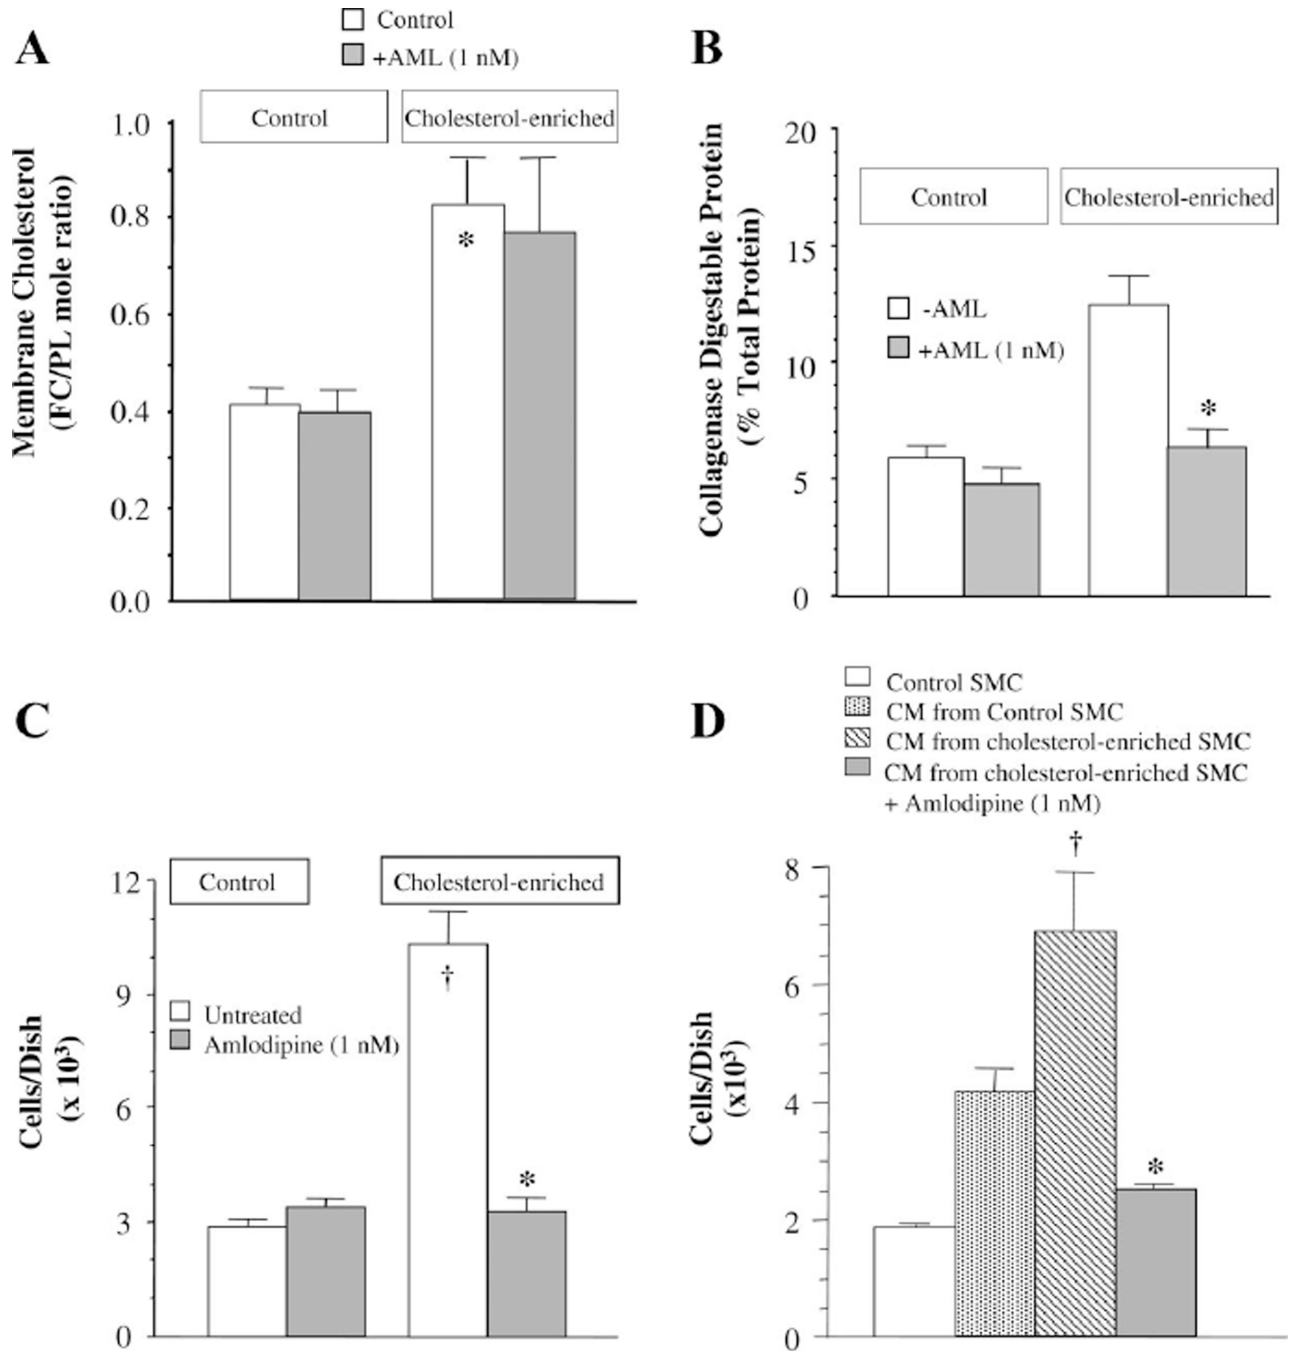 A
Control
+AML (1 nM)
Control
Cholesterol-enriched
1.0
0.8
0.6
0.4
0.2
0.0
Membrane Cholesterol
(FC/PL mole ratio)
*
B
Control
Cholesterol-enriched
-AML
+AML (1 nM)
20
15
10
5
0
Collagenase Digestable Protein
(% Total Protein)
*
C
Control
Cholesterol-enriched
Untreated
Amlodipine (1 nM)
12
9
6
3
0
Cells/Dish
(x 10³)
†
*
D
Control SMC
CM from Control SMC
CM from cholesterol-enriched SMC
CM from cholesterol-enriched SMC
+ Amlodipine (1 nM)
8
6
4
2
0
Cells/Dish
(x10³)
†
*